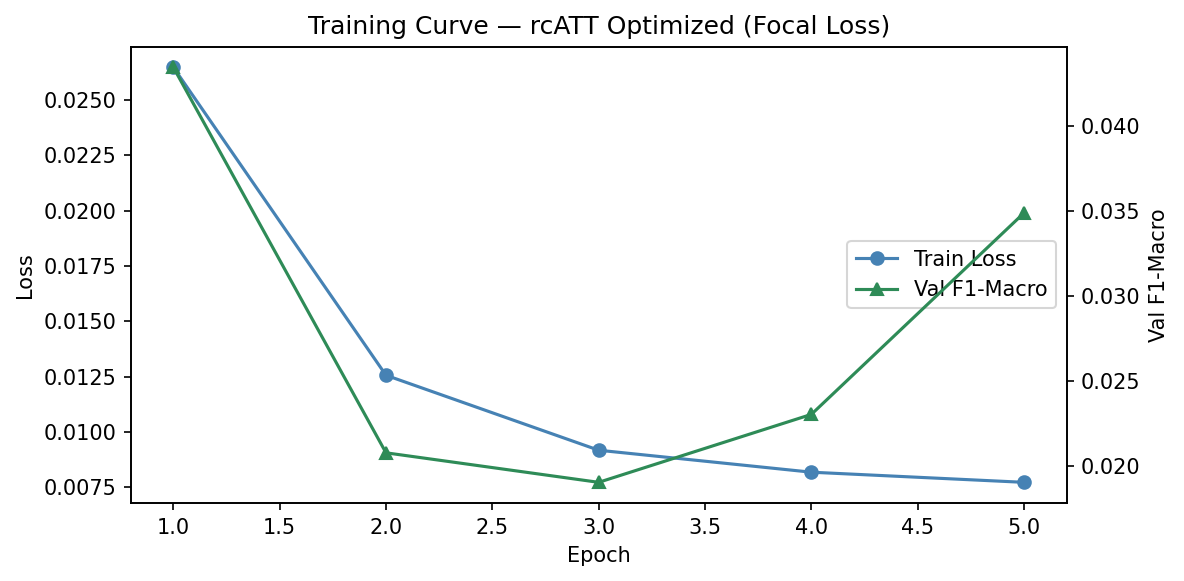 Training Curve — rcATT Optimized (Focal Loss)
Loss
0.0250
0.0225
0.0200
0.0175
0.0150
0.0125
0.0100
0.0075
0.040
0.035
0.030
0.025
0.020
Val F1-Macro
Train Loss
Val F1-Macro
1.0 1.5 2.0 2.5 3.0 3.5 4.0 4.5 5.0
Epoch